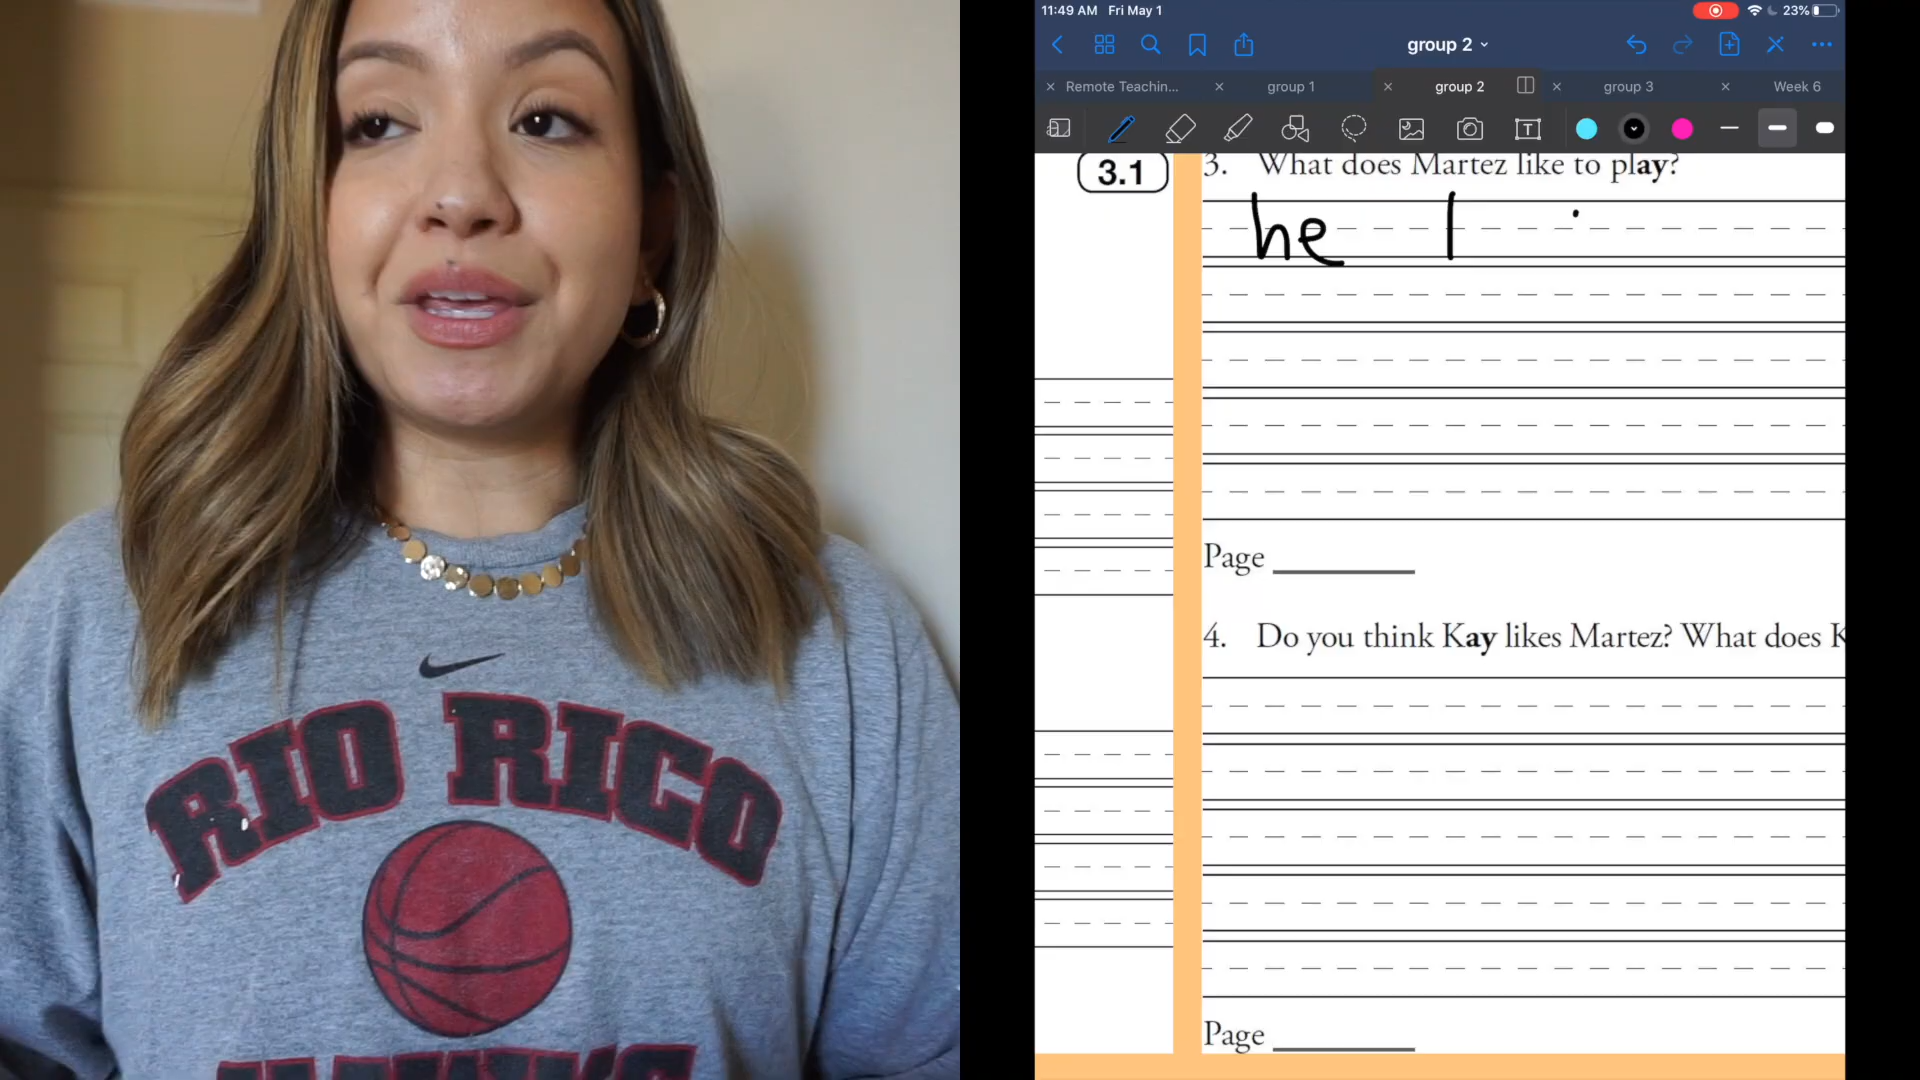 11:49 AM Fri May 1
23%
group 2
Remote Teachin...
group 1
group 2
group 3
Week 6
T
3.1
3. What does Martez like to play?
he l
Page
4. Do you think Kay likes Martez? What does K
Page
RIO RICO